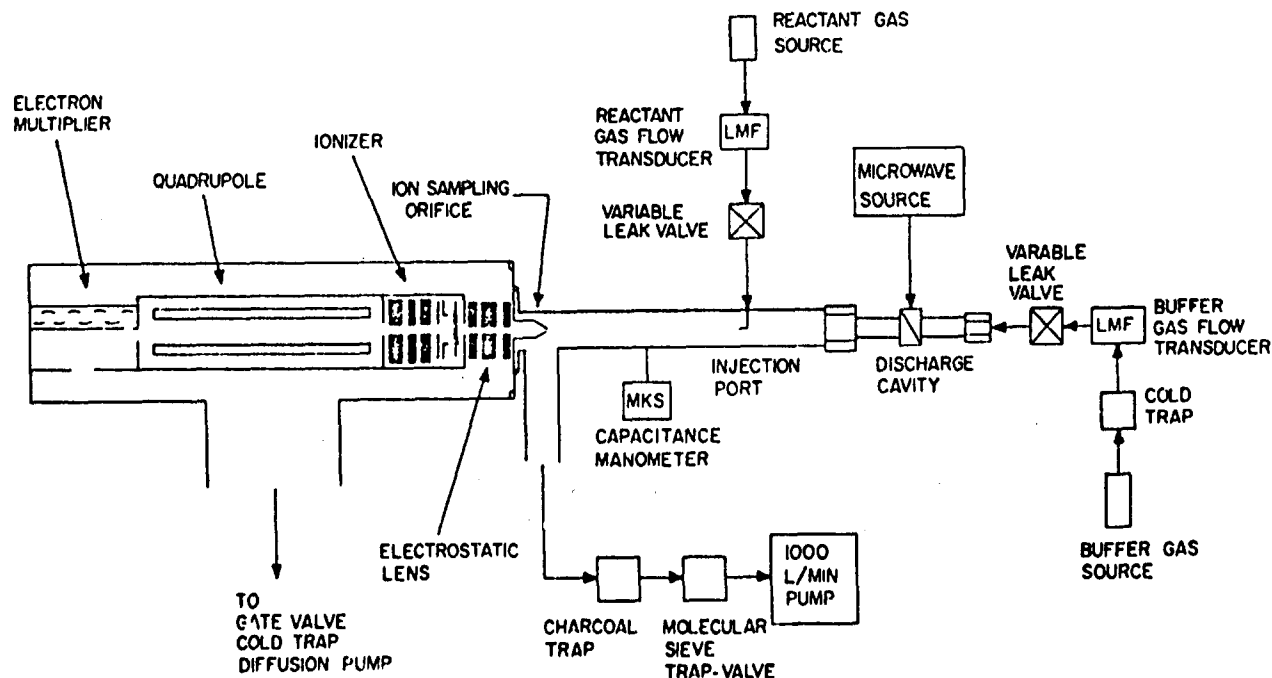 REACTANT GAS
SOURCE
ELECTRON
MULTIPLIER
REACTANT
GAS FLOW
TRANSDUCER
LMF
IONIZER
QUADRUPOLE
ION SAMPLING
ORIFICE
MICROWAVE
SOURCE
VARIABLE
LEAK VALVE
VARABLE
LEAK
VALVE
LMF
BUFFER
GAS FLOW
TRANSDUCER
INJECTION
PORT
DISCHARGE
CAVITY
MKS
CAPACITANCE
MANOMETER
COLD
TRAP
ELECTROSTATIC
LENS
1000
L/MIN
PUMP
BUFFER GAS
SOURCE
TO
GATE VALVE
COLD TRAP
DIFFUSION PUMP
CHARCOAL
TRAP
MOLECULAR
SIEVE
TRAP-VALVE